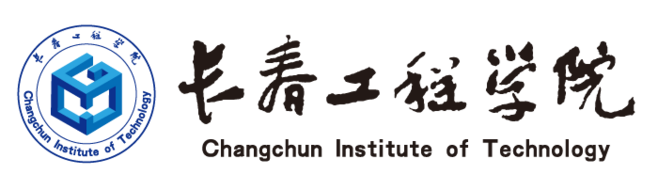 长春工程学院
Changchun Institute of Technology
长春工程学院
Changchun Institute of Technology